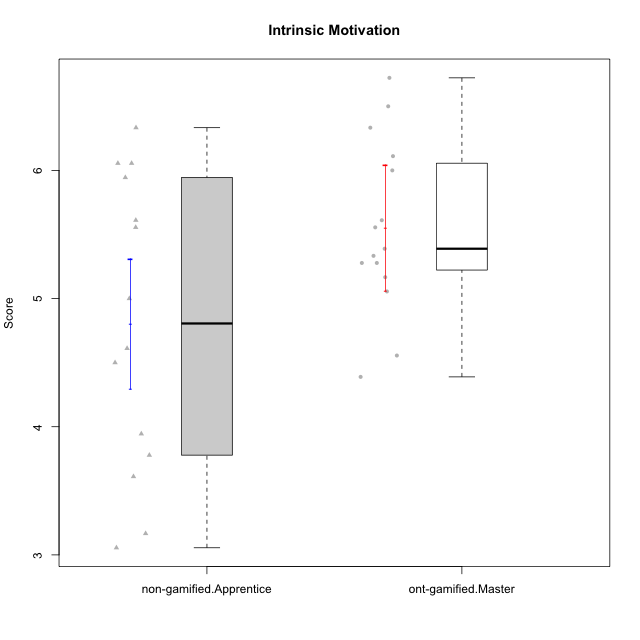 Intrinsic Motivation
Score
6
5
4
3
non-gamified.Apprentice
ont-gamified.Master